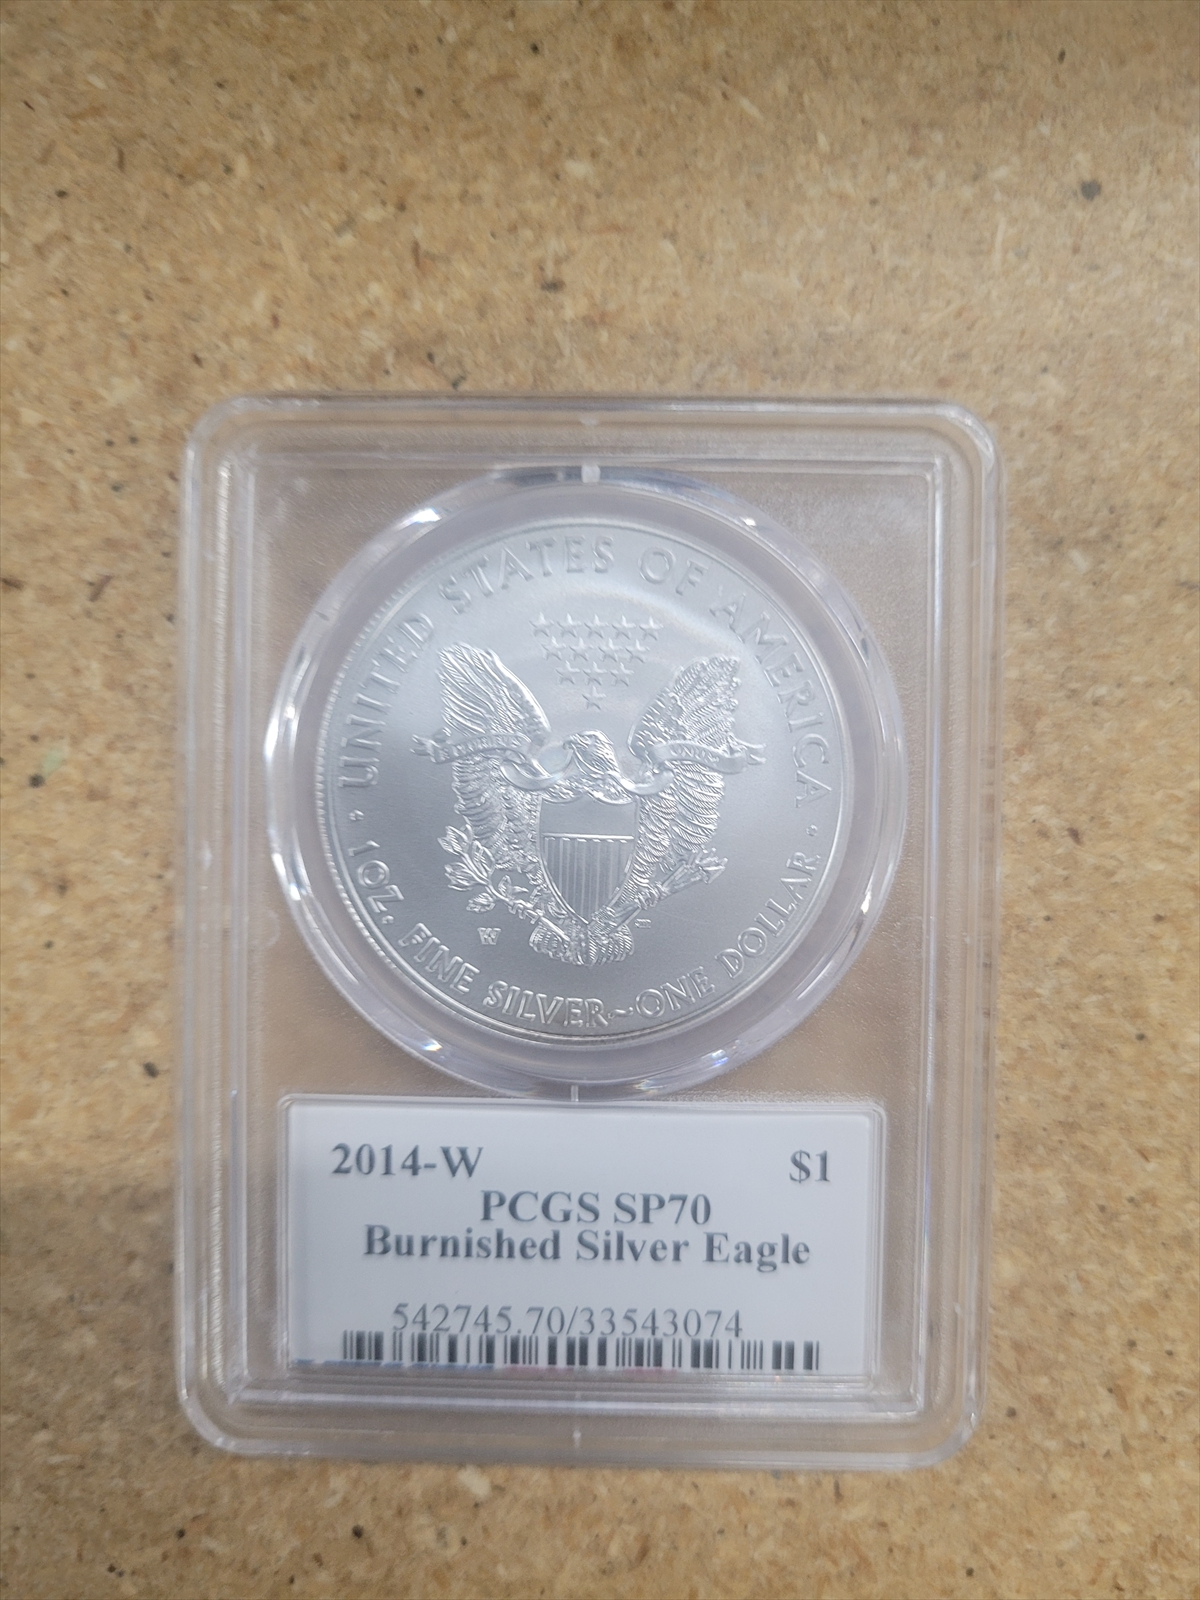 UNITED STATES OF AMERICA
UNUM
W
1 OZ. FINE SILVER~ONE DOLLAR
2014-W $1
PCGS SP70
Burnished Silver Eagle
542745.70/33543074